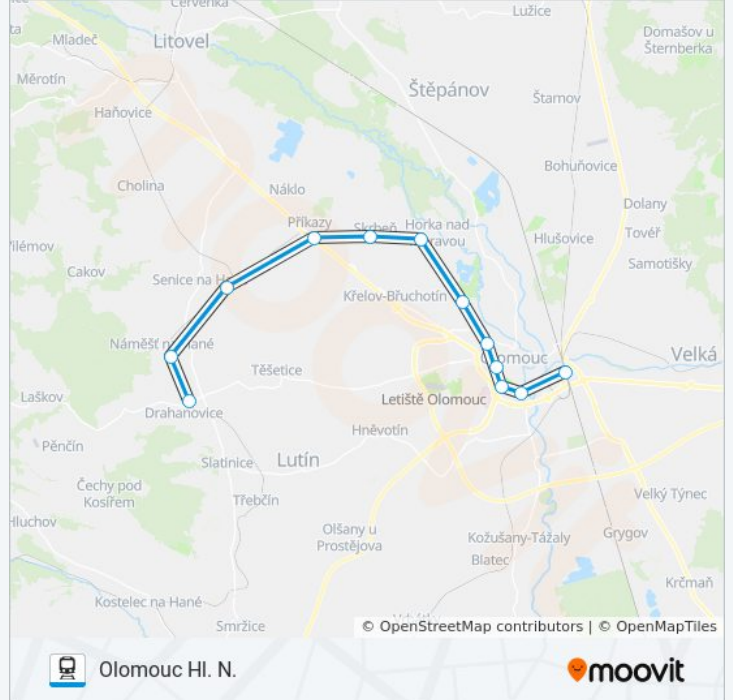 Červenka
Lužice
Mladeč
Litovel
Domašov u
Šternberka
Měrotín
Štěpánov
Štarnov
Haňovice
Bohuňovice
Cholina
Náklo
Dolany
Příkazy
Skrbeň
Horka nad
Moravou
Tovéř
Hlušovice
Samotišky
Cakov
Senice na Ha
Křelov-Břuchotín
Náměšť na Hané
Olomouc
Velká
Těšetice
Laškov
Letiště Olomouc
Drahanovice
Hněvotín
Pěnčín
Slatinice
Lutín
Čechy pod
Kosířem
Třebčín
Velký Týnec
Hluchov
Olšany u
Prostějova
Kožušany-Tážaly
Grygov
Blatec
Krčmaň
Kostelec na Hané
Smržice
© OpenStreetMap contributors | © OpenMapTiles
Olomouc Hl. N.
moovit